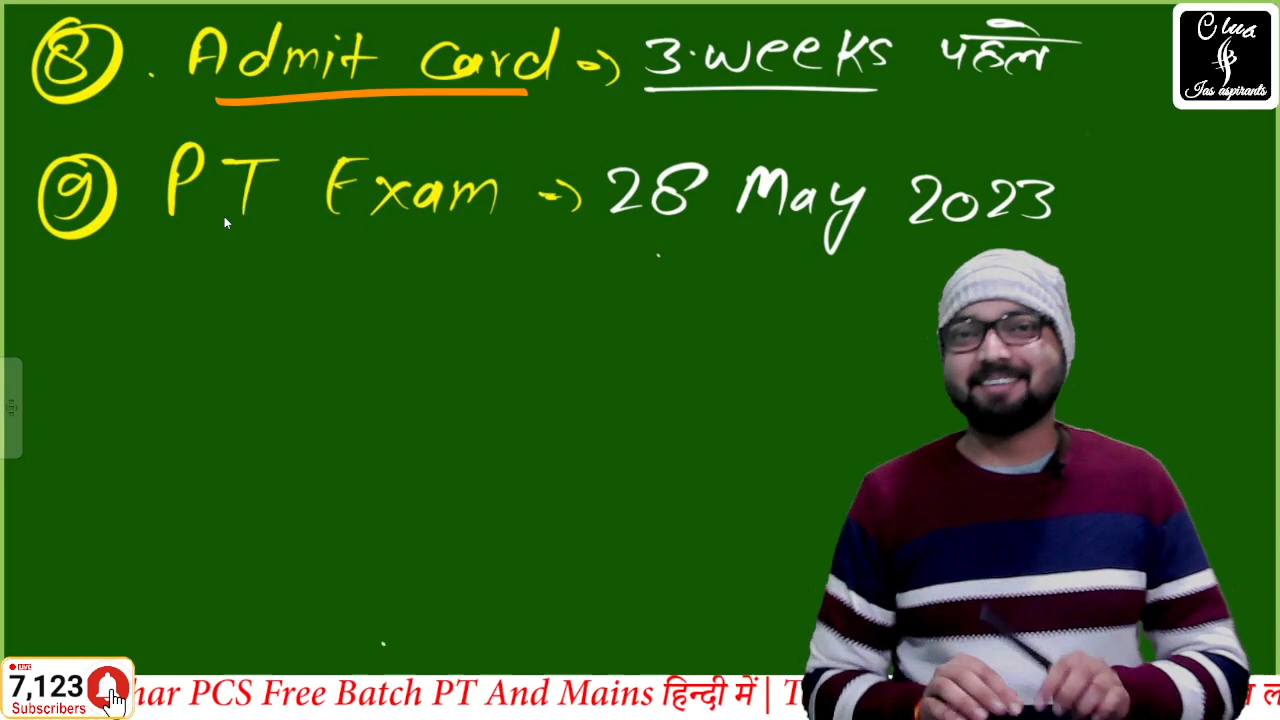 8. Admit Card → 3 weeks पहले
Clua
Ias aspirants
9 PT Exam → 28 May 2023
LIVE
7,123
Subscribers
har PCS Free Batch PT And Mains हिन्दी में | T